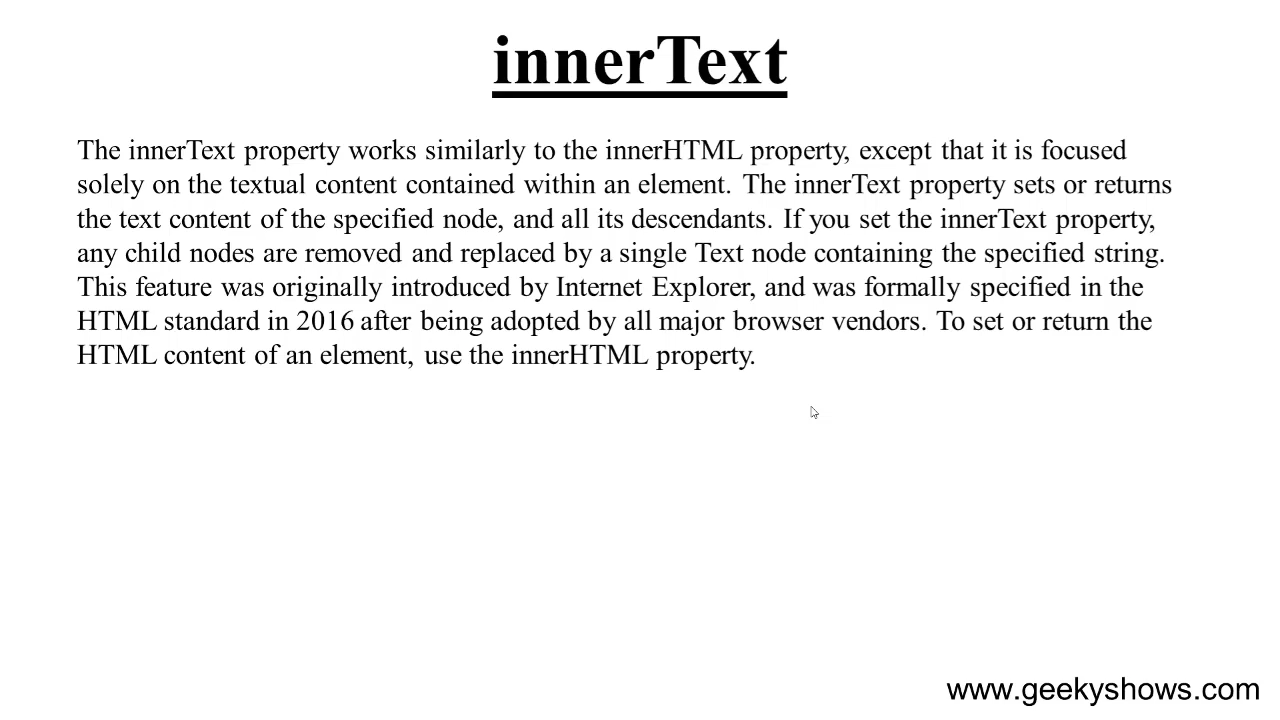 innerText
The innerText property works similarly to the innerHTML property, except that it is focused
solely on the textual content contained within an element. The innerText property sets or returns
the text content of the specified node, and all its descendants. If you set the innerText property,
any child nodes are removed and replaced by a single Text node containing the specified string.
This feature was originally introduced by Internet Explorer, and was formally specified in the
HTML standard in 2016 after being adopted by all major browser vendors. To set or return the
HTML content of an element, use the innerHTML property.
www.geekyshows.com